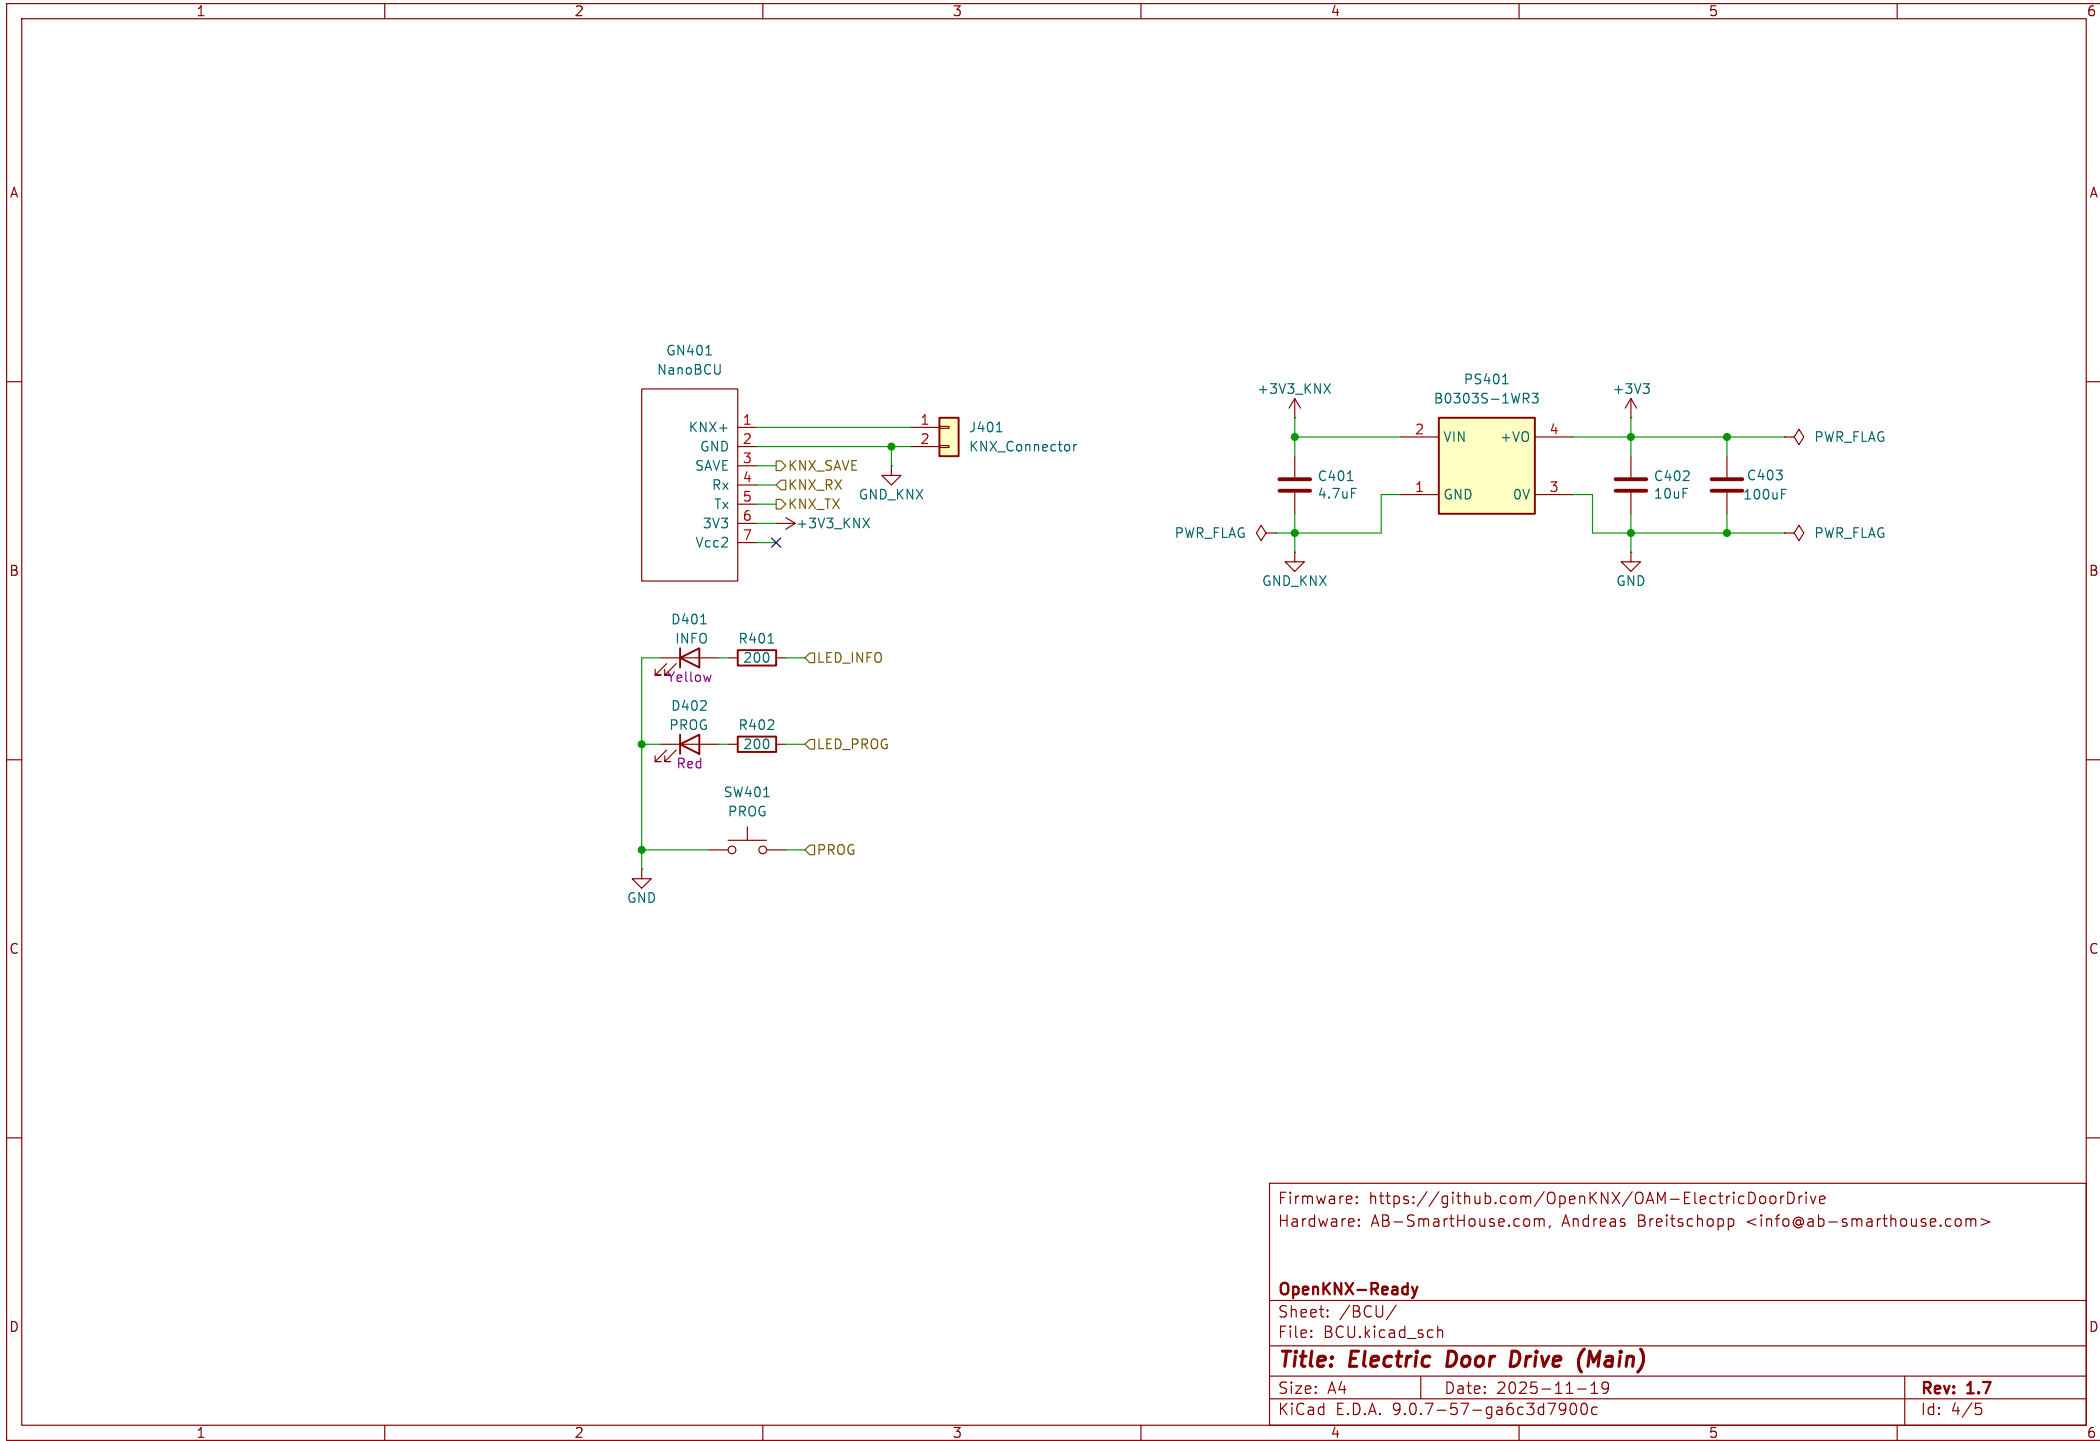 1 2 3 4 5 6
A A
GN401
NanoBCU
KNX+ 1
GND 2
SAVE 3 KNX_SAVE
Rx 4 KNX_RX
Tx 5 KNX_TX
3V3 6 +3V3_KNX
Vcc2 7
1 J401
2 KNX_Connector
GND_KNX
+3V3_KNX
PS401
B0303S-1WR3
+3V3
2 VIN +VO 4 PWR_FLAG
C401
4.7uF
1 GND 0V 3
C402
10uF
C403
100uF
PWR_FLAG PWR_FLAG
GND_KNX GND
B B
D401
INFO R401
200 LED_INFO
Yellow
D402
PROG R402
200 LED_PROG
Red
SW401
PROG
PROG
GND
C C
Firmware: https://github.com/OpenKNX/OAM-ElectricDoorDrive
Hardware: AB-SmartHouse.com, Andreas Breitschopp <info@ab-smarthouse.com>
OpenKNX-Ready
Sheet: /BCU/
File: BCU.kicad_sch
D D
Title: Electric Door Drive (Main)
Size: A4 Date: 2025-11-19 Rev: 1.7
KiCad E.D.A. 9.0.7-57-ga6c3d7900c Id: 4/5
1 2 3 4 5 6